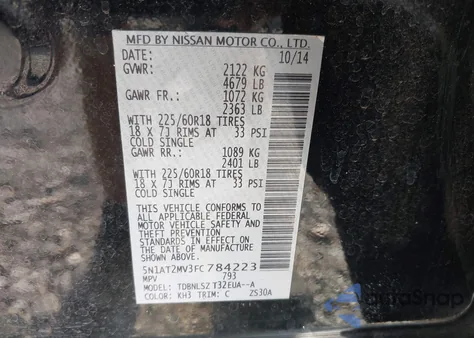 MFD BY NISSAN MOTOR CO., LTD.
DATE: 10/14
GVWR: 2122 KG
4679 LB
GAWR FR.: 1072 KG
2363 LB
WITH 225/60R18 TIRES
18 X 7J RIMS AT 33 PSI
COLD SINGLE
GAWR RR.: 1089 KG
2401 LB
WITH 225/60R18 TIRES
18 X 7J RIMS AT 33 PSI
COLD SINGLE
THIS VEHICLE CONFORMS TO
ALL APPLICABLE FEDERAL
MOTOR VEHICLE SAFETY AND
THEFT PREVENTION
STANDARDS IN EFFECT ON
THE DATE OF MANUFACTURE
SHOWN ABOVE.
5N1AT2MV3FC784223
MPV 793
TYPE: TDBNLSZ T32EUA--A
COLOR: KH3 TRIM: C ZS30A
AutoSnap